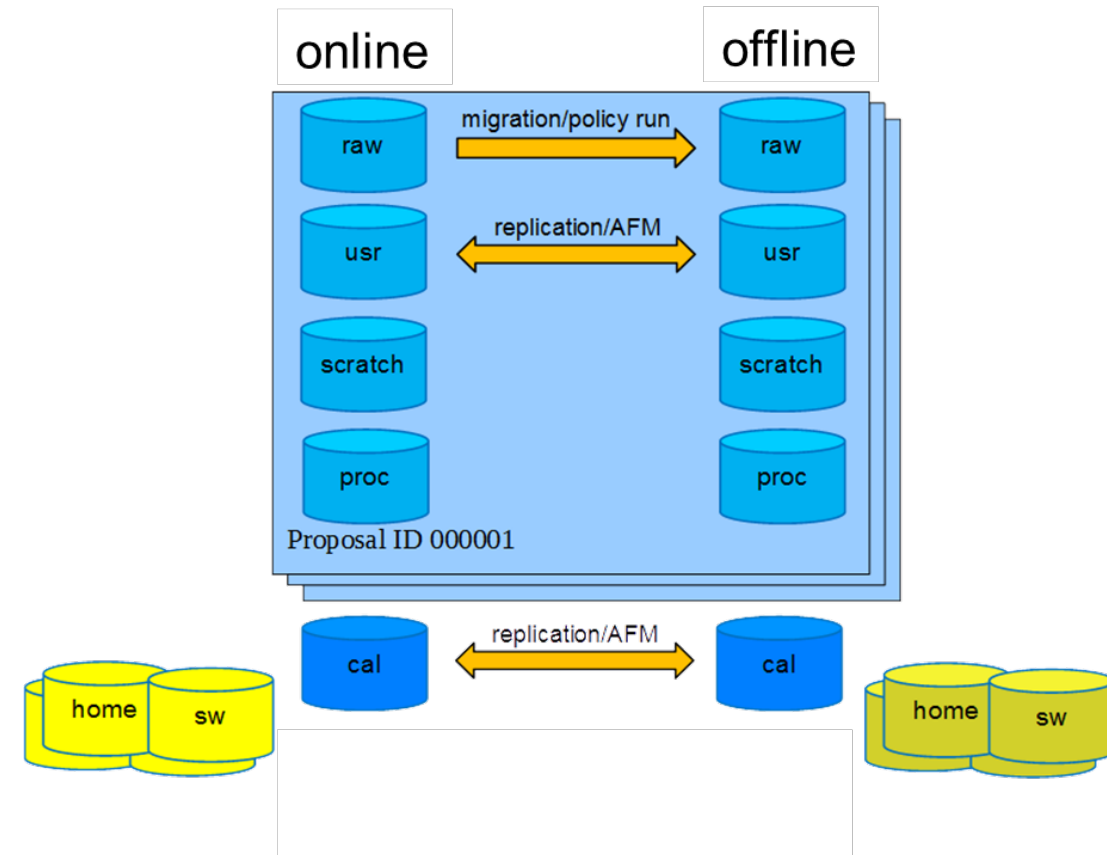 online
offline
raw
migration/policy run
raw
usr
replication/AFM
usr
scratch
scratch
proc
proc
Proposal ID 000001
cal
replication/AFM
cal
home
sw
home
sw